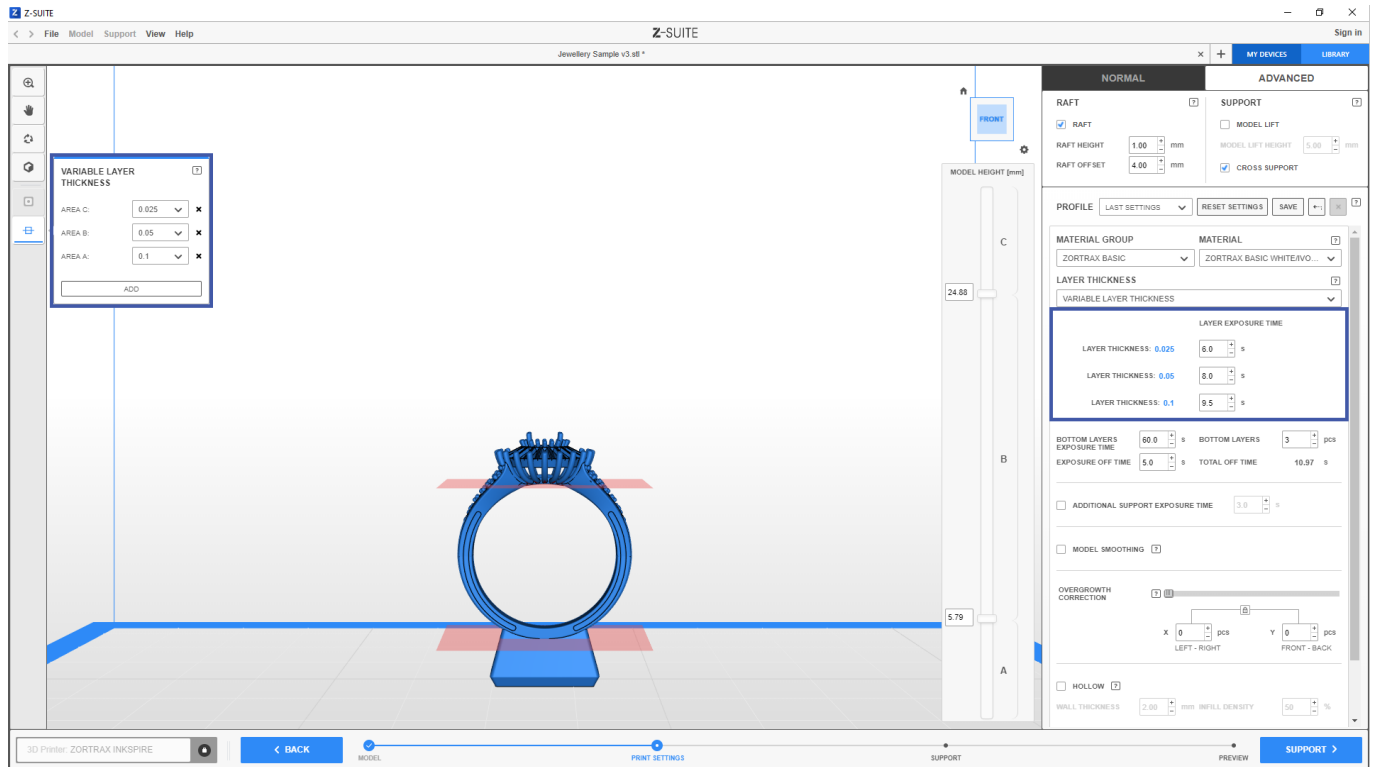 Z-SUITE
File Model Support View Help
Z-SUITE
Sign in
Jewellery Sample v3.stl *
MY DEVICES
LIBRARY
VARIABLE LAYER
THICKNESS
?
AREA C: 0.025
AREA B: 0.05
AREA A: 0.1
ADD
FRONT
MODEL HEIGHT [mm]
C
24.88
B
5.79
A
NORMAL
ADVANCED
RAFT ?
RAFT
RAFT HEIGHT 1.00 mm
RAFT OFFSET 4.00 mm
SUPPORT ?
MODEL LIFT
MODEL LIFT HEIGHT 5.00 mm
CROSS SUPPORT
PROFILE LAST SETTINGS RESET SETTINGS SAVE ?
MATERIAL GROUP MATERIAL ?
ZORTRAX BASIC ZORTRAX BASIC WHITE/IVO...
LAYER THICKNESS ?
VARIABLE LAYER THICKNESS
LAYER EXPOSURE TIME
LAYER THICKNESS: 0.025 6.0 s
LAYER THICKNESS: 0.05 8.0 s
LAYER THICKNESS: 0.1 9.5 s
BOTTOM LAYERS
EXPOSURE TIME 60.0 s BOTTOM LAYERS 3 pcs
EXPOSURE OFF TIME 5.0 s TOTAL OFF TIME 10.97 s
ADDITIONAL SUPPORT EXPOSURE TIME 3.0 s
MODEL SMOOTHING ?
OVERGROWTH
CORRECTION ?
X 0 pcs Y 0 pcs
LEFT - RIGHT FRONT - BACK
HOLLOW ?
WALL THICKNESS 2.00 mm INFILL DENSITY 50 %
3D Printer: ZORTRAX INKSPIRE
< BACK
MODEL
PRINT SETTINGS
SUPPORT
PREVIEW
SUPPORT >